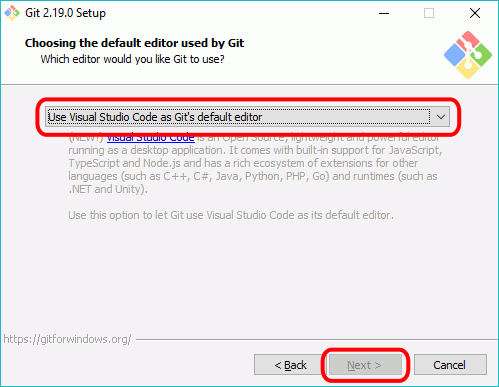 Git 2.19.0 Setup
Choosing the default editor used by Git
Which editor would you like Git to use?
Use Visual Studio Code as Git's default editor
(NEW!) Visual Studio Code is an Open Source, lightweight and powerful editor
running as a desktop application. It comes with built-in support for JavaScript,
TypeScript and Node.js and has a rich ecosystem of extensions for other
languages (such as C++, C#, Java, Python, PHP, Go) and runtimes (such as
.NET and Unity).
Use this option to let Git use Visual Studio Code as its default editor.
https://gitforwindows.org/
< Back
Next >
Cancel